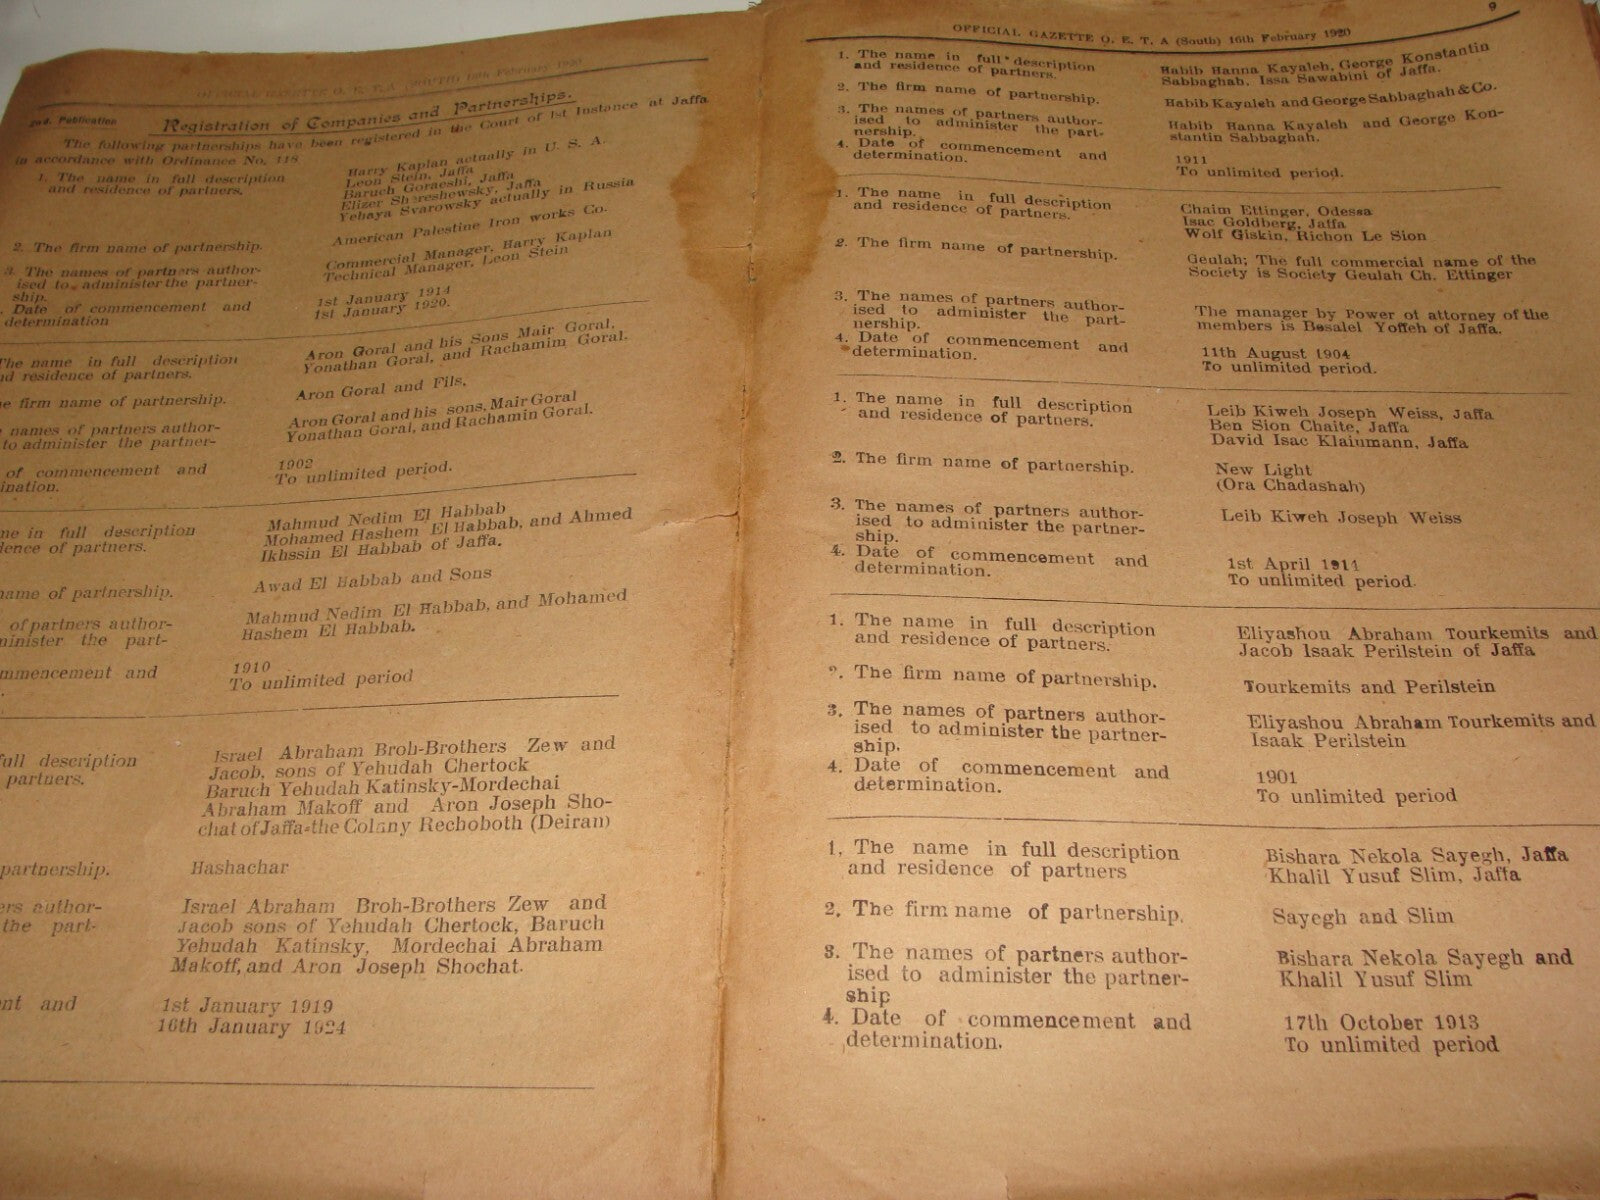 OFFICIAL GAZETTE O. E. T. A (SOUTH) 16th February 1920
2nd. Publication
Registration of Companies and Partnerships.
The following partnerships have been registered in the Court of 1st Instance at Jaffa
in accordance with Ordinance No. 118
1. The name in full description
and residence of partners.
Harry Kaplan actually in U. S. A.
Leon Stein, Jaffa
Baruch Goraeshi, Jaffa
Elizer Shereshewsky, Jaffa
Yehaya Svarowsky actually in Russia
2. The firm name of partnership.
American Palestine Iron works Co.
3. The names of partners author-
ised to administer the partner-
ship.
Commercial Manager, Harry Kaplan
Technical Manager, Leon Stein
. Date of commencement and
determination
1st January 1914
1st January 1920.
The name in full description
nd residence of partners.
Aron Goral and his Sons Mair Goral,
Yonathan Goral, and Rachamim Goral.
e firm name of partnership.
Aron Goral and Fils.
names of partners author-
to administer the partner-
Aron Goral and his sons, Mair Goral
Yonathan Goral, and Rachamin Goral.
of commencement and
ination.
1902
To unlimited period.
me in full description
dence of partners.
Mahmud Nedim El Habbab
Mohamed Hashem El Habbab, and Ahmed
Ikhssin El Habbab of Jaffa.
name of partnership.
Awad El Habbab and Sons
of partners author-
minister the part-
Mahmud Nedim El Habbab, and Mohamed
Hashem El Habbab.
mmencement and
.
1910
To unlimited period
full description
partners.
Israel Abraham Broh-Brothers Zew and
Jacob, sons of Yehudah Chertock
Baruch Yehudah Katinsky-Mordechai
Abraham Makoff and Aron Joseph Sho-
chat of Jaffa-the Colany Rechoboth (Deiran)
partnership.
Hashachar
ers author-
the part-
Israel Abraham Broh-Brothers Zew and
Jacob sons of Yehudah Chertock, Baruch
Yehudah Katinsky, Mordechai Abraham
Makoff, and Aron Joseph Shochat.
nt and
1st January 1919
16th January 1924
OFFICIAL GAZETTE O. E. T. A (South) 16th February 1920
9
1. The name in full description
and residence of partners.
Habib Hanna Kayaleh, George Konstantin
Sabbaghah, Issa Sawabini of Jaffa.
2. The firm name of partnership.
Habib Kayaleh and George Sabbaghah & Co.
3. The names of partners author-
ised to administer the part-
nership.
Habib Hanna Kayaleh and George Kon-
stantin Sabbaghah.
4. Date of commencement and
determination.
1911
To unlimited period.
1. The name in full description
and residence of partners.
Chaim Ettinger, Odessa
Isac Goldberg, Jaffa
Wolf Giskin, Richon Le Sion
2. The firm name of partnership.
Geulah; The full commercial name of the
Society is Society Geulah Ch. Ettinger
3. The names of partners author-
ised to administer the part-
nership.
The manager by Power of attorney of the
members is Besalel Yoffeh of Jaffa.
4. Date of commencement and
determination.
11th August 1904
To unlimited period.
1. The name in full description
and residence of partners.
Leib Kiweh Joseph Weiss, Jaffa
Ben Sion Chaite, Jaffa
David Isac Klaiumann, Jaffa
2. The firm name of partnership.
New Light
(Ora Chadashah)
3. The names of partners author-
ised to administer the partner-
ship.
Leib Kiweh Joseph Weiss
4. Date of commencement and
determination.
1st April 1911
To unlimited period.
1. The name in full description
and residence of partners.
Eliyashou Abraham Tourkemits and
Jacob Isaak Perilstein of Jaffa
2. The firm name of partnership.
Tourkemits and Perilstein
3. The names of partners author-
ised to administer the partner-
ship.
Eliyashou Abraham Tourkemits and
Isaak Perilstein
4. Date of commencement and
determination.
1901
To unlimited period
1. The name in full description
and residence of partners
Bishara Nekola Sayegh, Jaffa
Khalil Yusuf Slim, Jaffa
2. The firm name of partnership.
Sayegh and Slim
3. The names of partners author-
ised to administer the partner-
ship
Bishara Nekola Sayegh and
Khalil Yusuf Slim
4. Date of commencement and
determination.
17th October 1913
To unlimited period